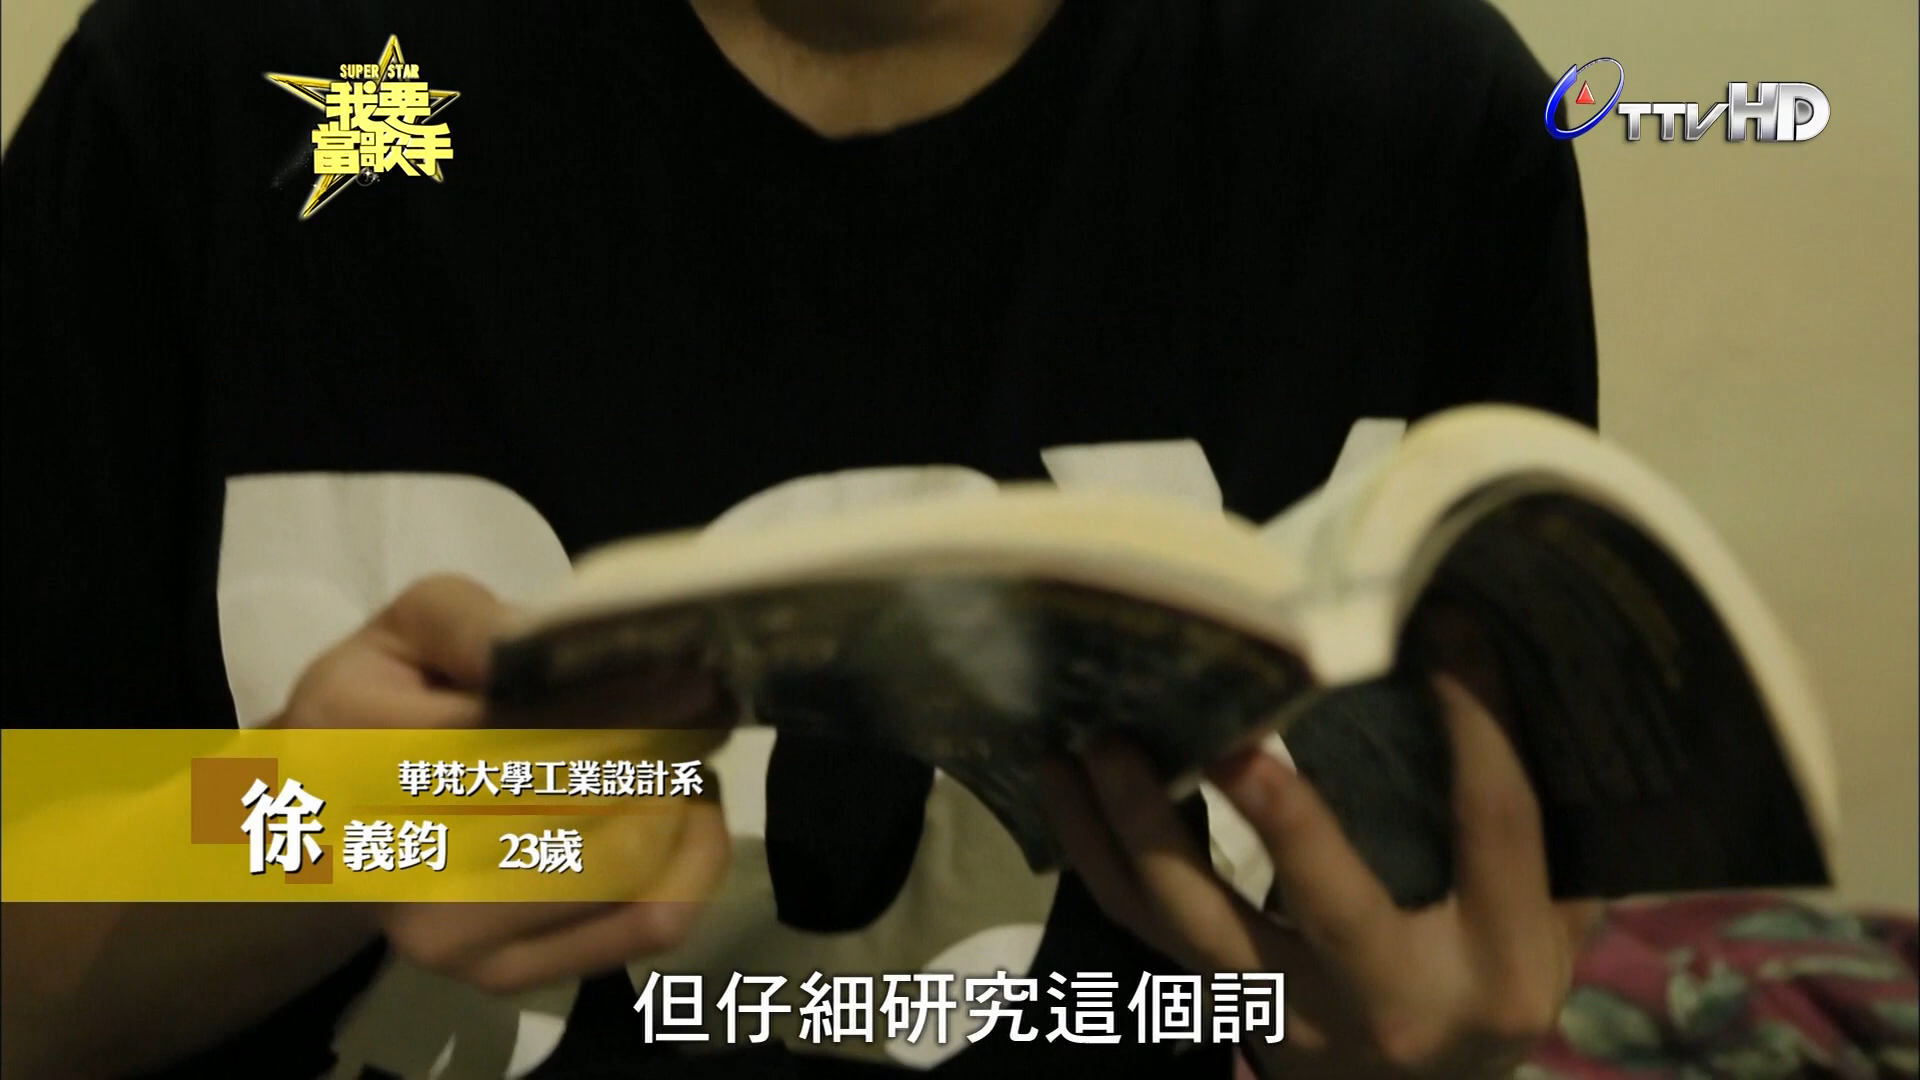 SUPER STAR
我要
當歌手
TTV HD
華梵大學工業設計系
徐義鈞 23歲
但仔細研究這個詞